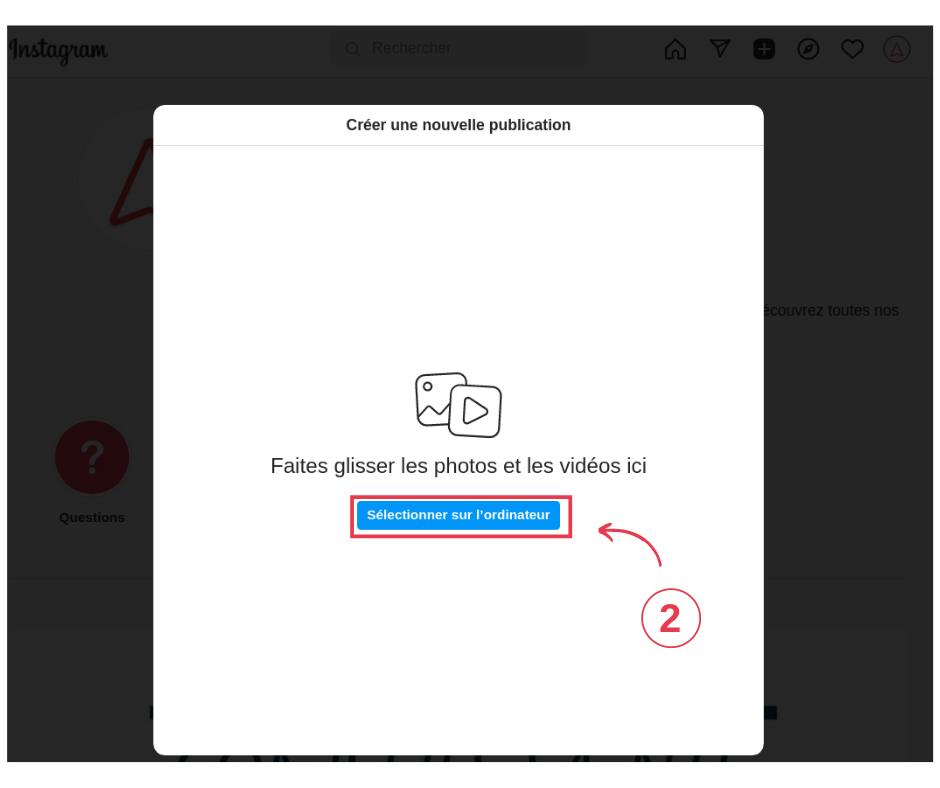 Instagram
Rechercher
Créer une nouvelle publication
écouvrez toutes nos
?
Faites glisser les photos et les vidéos ici
Sélectionner sur l'ordinateur
Questions
2